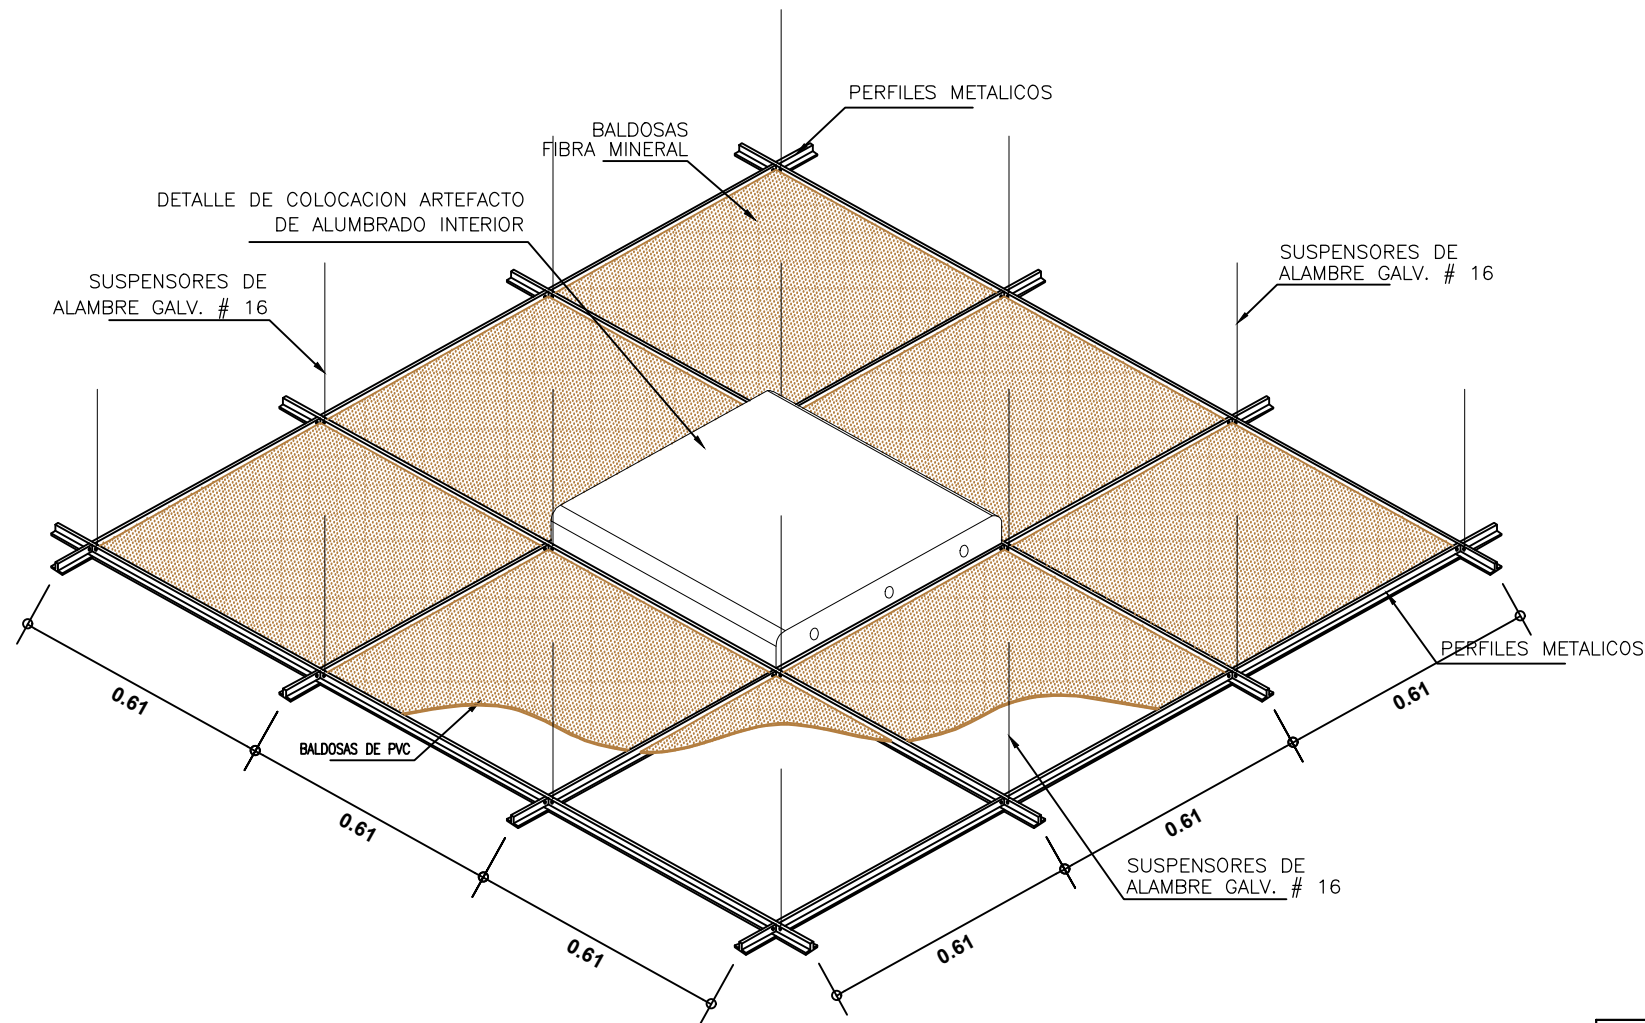 PERFILES METALICOS
BALDOSAS
FIBRA MINERAL
DETALLE DE COLOCACION ARTEFACTO
DE ALUMBRADO INTERIOR
SUSPENSORES DE
ALAMBRE GALV. # 16
SUSPENSORES DE
ALAMBRE GALV. # 16
PERFILES METALICOS
0.61
0.61
BALDOSAS DE PVC
0.61
0.61
SUSPENSORES DE
ALAMBRE GALV. # 16
0.61
0.61